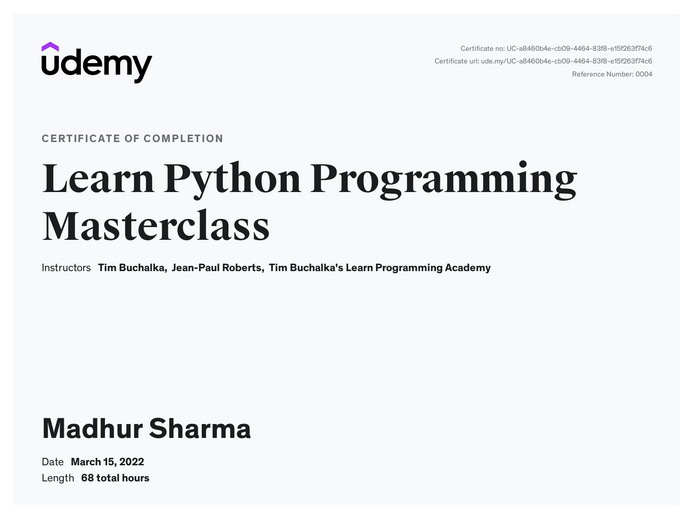 udemy
Certificate no: UC-a8460b4e-cb09-4464-83f8-e15f263f74c6
Certificate url: ude.my/UC-a8460b4e-cb09-4464-83f8-e15f263f74c6
Reference Number: 0004
CERTIFICATE OF COMPLETION
Learn Python Programming
Masterclass
Instructors Tim Buchalka, Jean-Paul Roberts, Tim Buchalka's Learn Programming Academy
Madhur Sharma
Date March 15, 2022
Length 68 total hours